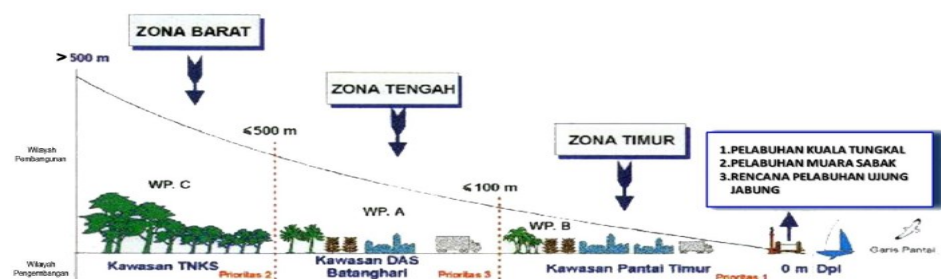 ZONA BARAT
>500 m
ZONA TENGAH
≤500 m
ZONA TIMUR
≤100 m
1.PELABUHAN KUALA TUNGKAL
2.PELABUHAN MUARA SABAK
3.RENCANA PELABUHAN UJUNG
JABUNG
Wilayah
Pembangunan
WP. C
WP. A
WP. B
Garis Pantai
Wilayah
Pengembangan
Kawasan TNKS
Prioritas 2
Kawasan DAS
Batanghari
Prioritas 3
Kawasan Pantai Timur
Prioritas 1
0 m Dpl